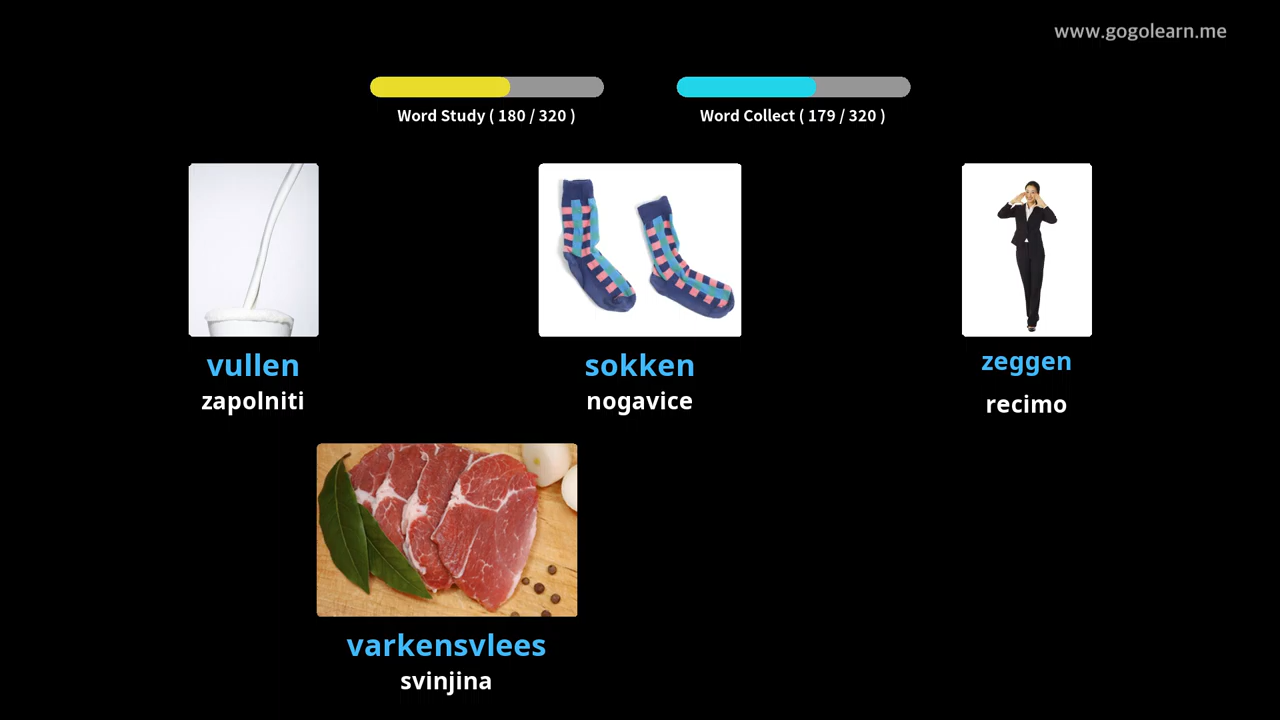 www.gogolearn.me
Word Study ( 180 / 320 )
Word Collect ( 179 / 320 )
vullen
zapolniti
sokken
nogavice
zeggen
recimo
varkensvlees
svinjina